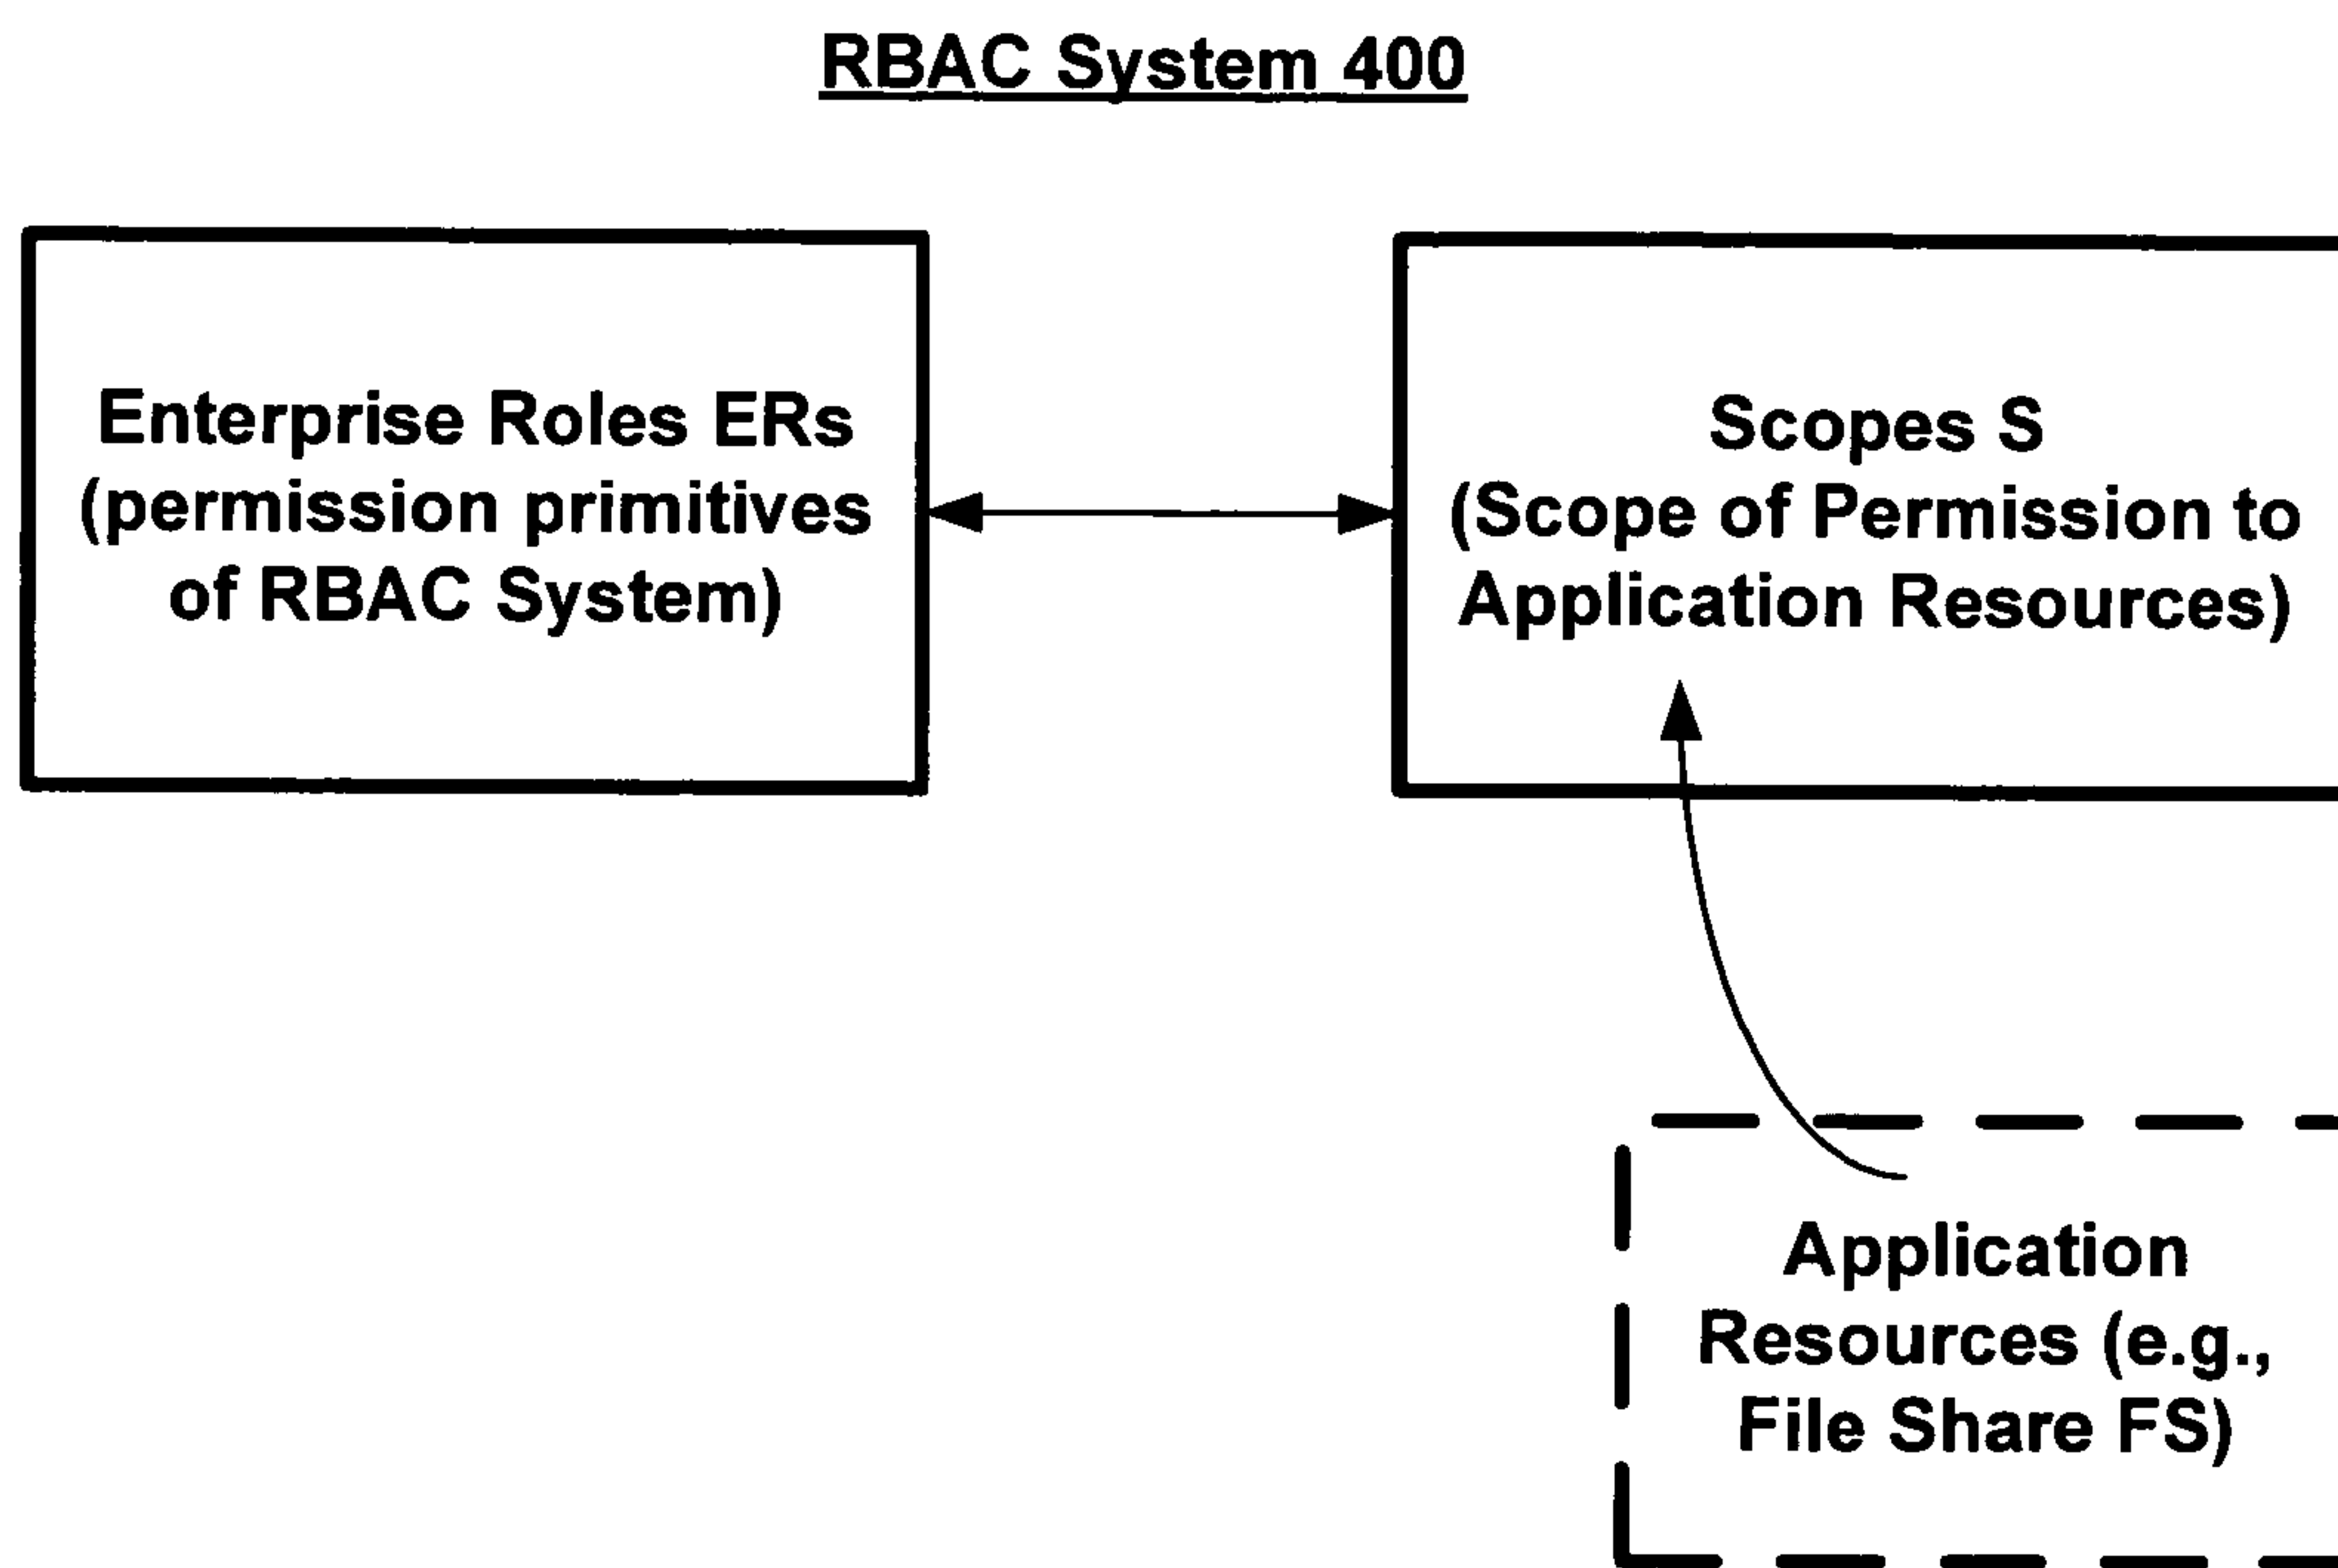 RBAC System 400
Enterprise Roles ERs
(permission primitives
of RBAC System)
Scopes S
(Scope of Permission to
Application Resources)
Application
Resources (e.g.,
File Share FS)